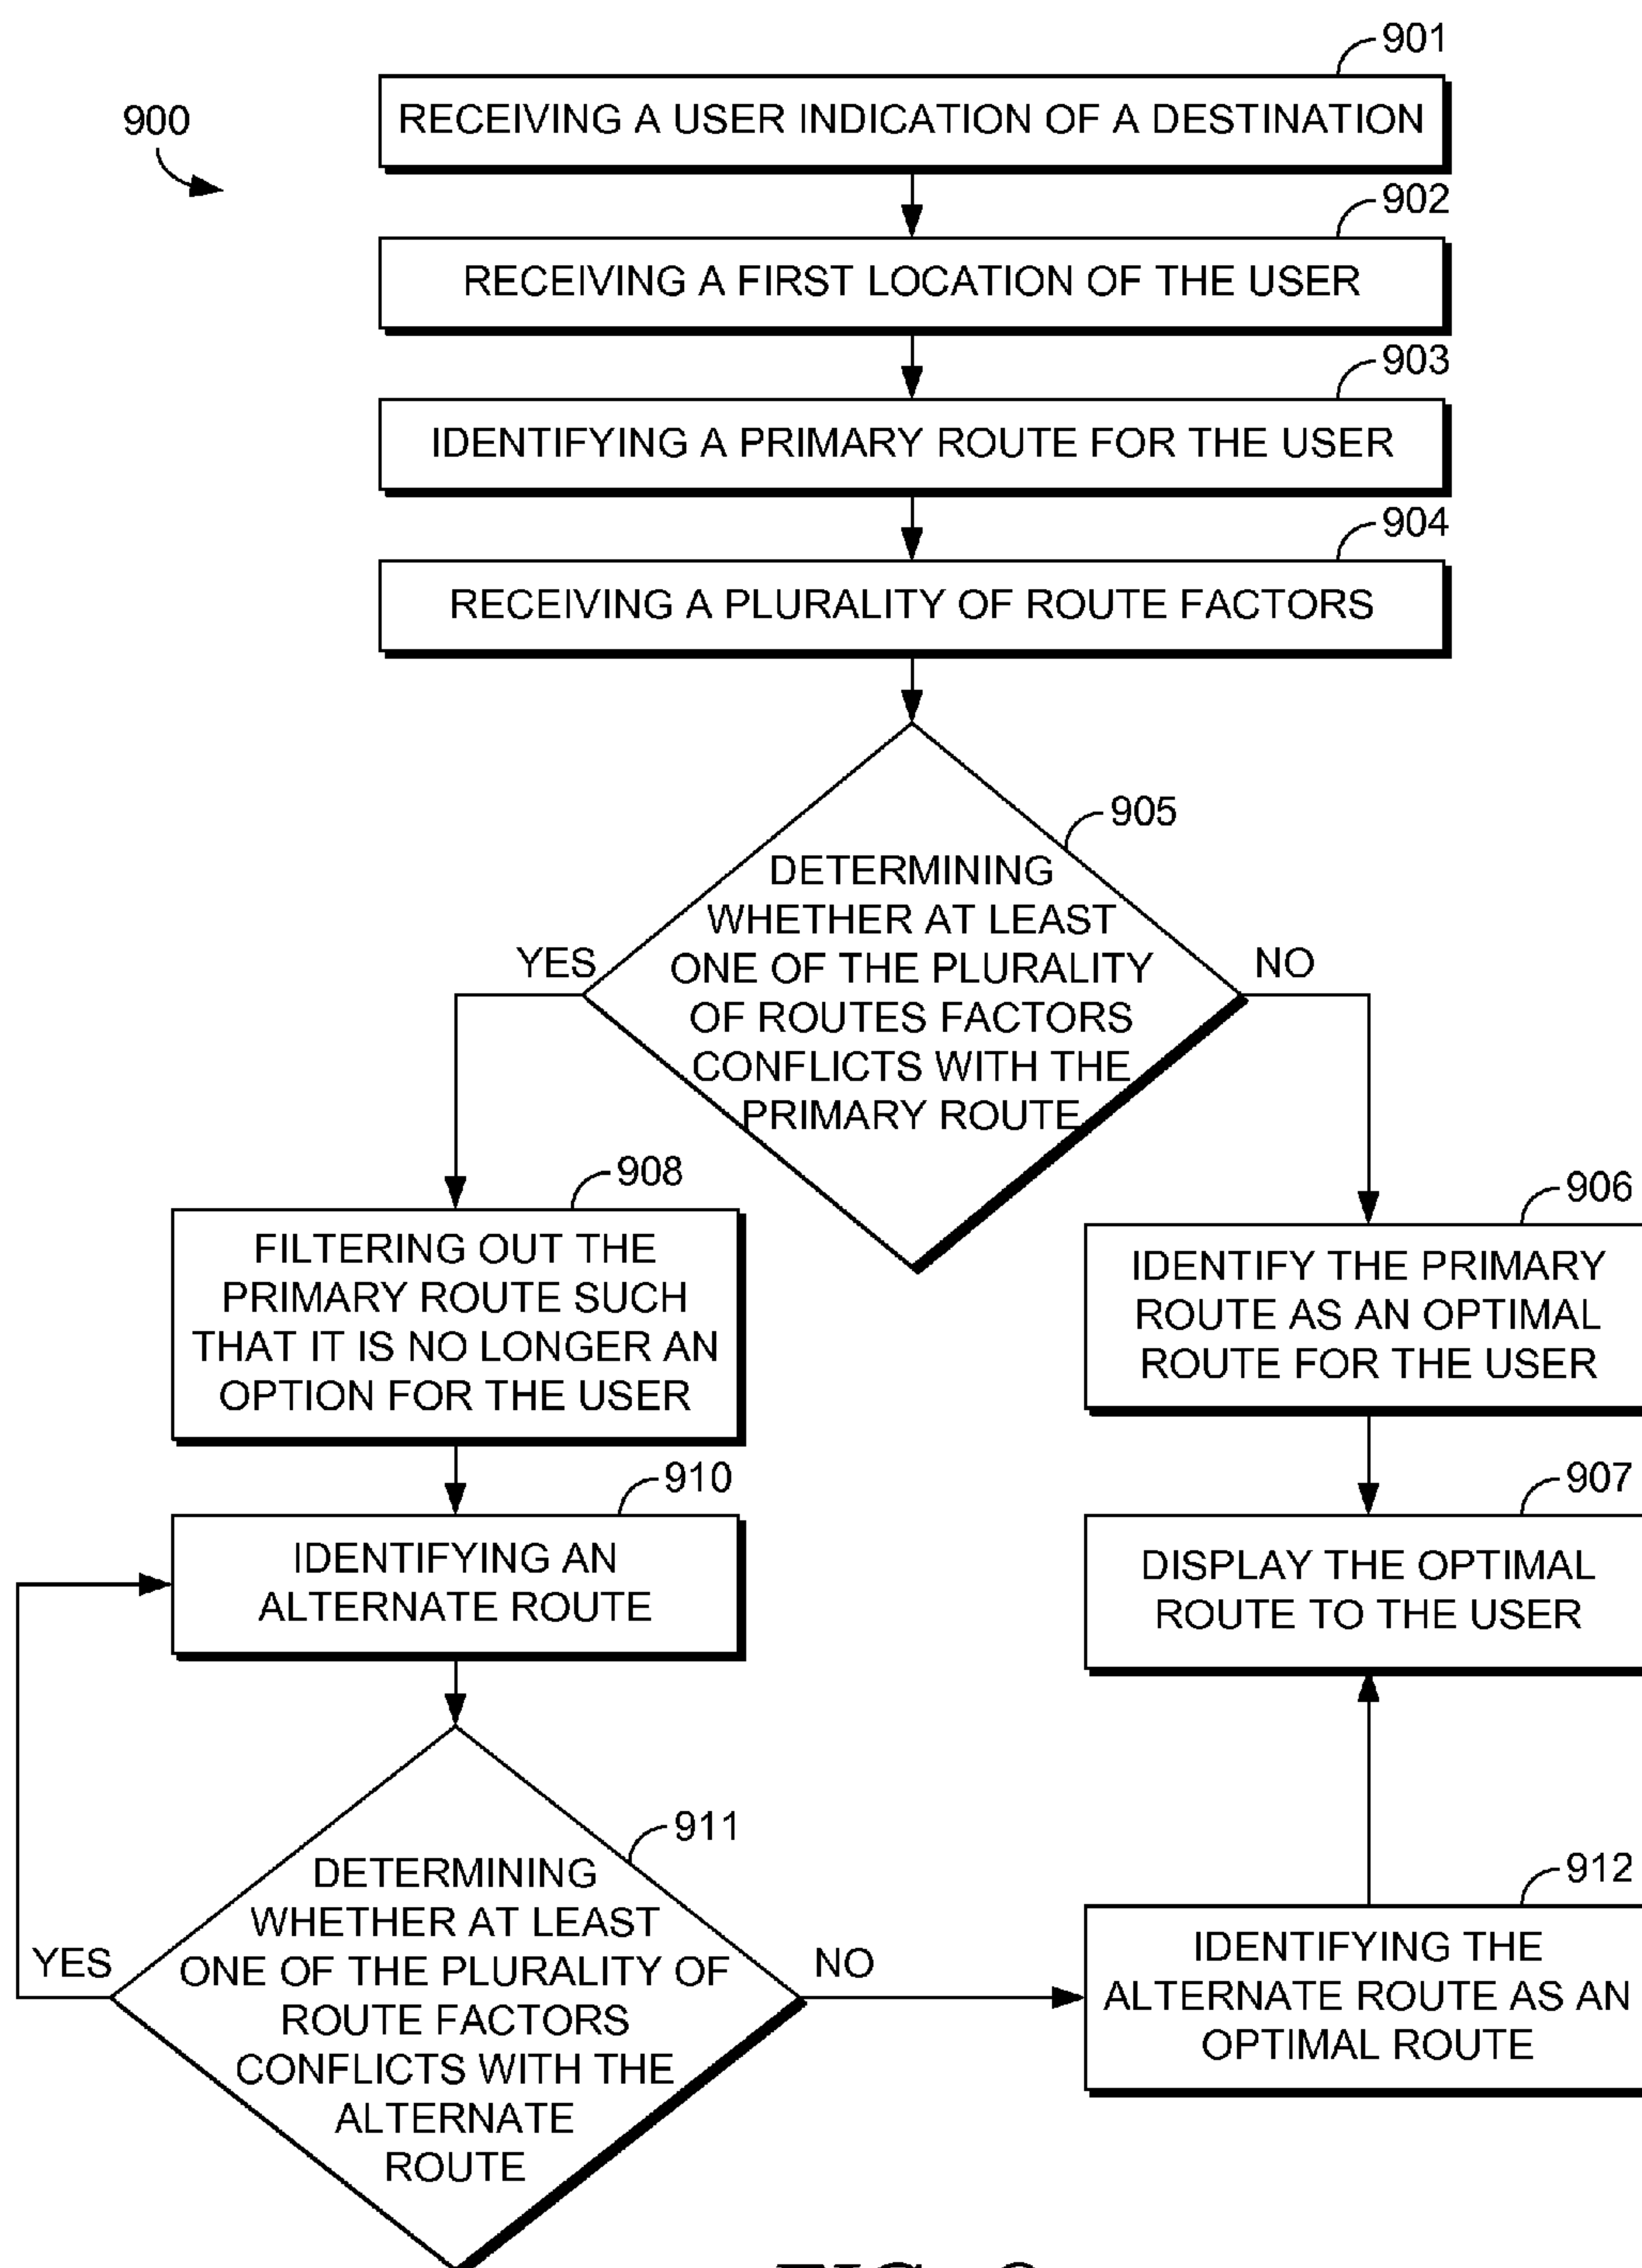 900
901
RECEIVING A USER INDICATION OF A DESTINATION
902
RECEIVING A FIRST LOCATION OF THE USER
903
IDENTIFYING A PRIMARY ROUTE FOR THE USER
904
RECEIVING A PLURALITY OF ROUTE FACTORS
905
DETERMINING
WHETHER AT LEAST
ONE OF THE PLURALITY
OF ROUTES FACTORS
CONFLICTS WITH THE
PRIMARY ROUTE
YES
NO
908
FILTERING OUT THE
PRIMARY ROUTE SUCH
THAT IT IS NO LONGER AN
OPTION FOR THE USER
906
IDENTIFY THE PRIMARY
ROUTE AS AN OPTIMAL
ROUTE FOR THE USER
910
IDENTIFYING AN
ALTERNATE ROUTE
907
DISPLAY THE OPTIMAL
ROUTE TO THE USER
911
DETERMINING
WHETHER AT LEAST
ONE OF THE PLURALITY OF
ROUTE FACTORS
CONFLICTS WITH THE
ALTERNATE
ROUTE
YES
NO
912
IDENTIFYING THE
ALTERNATE ROUTE AS AN
OPTIMAL ROUTE